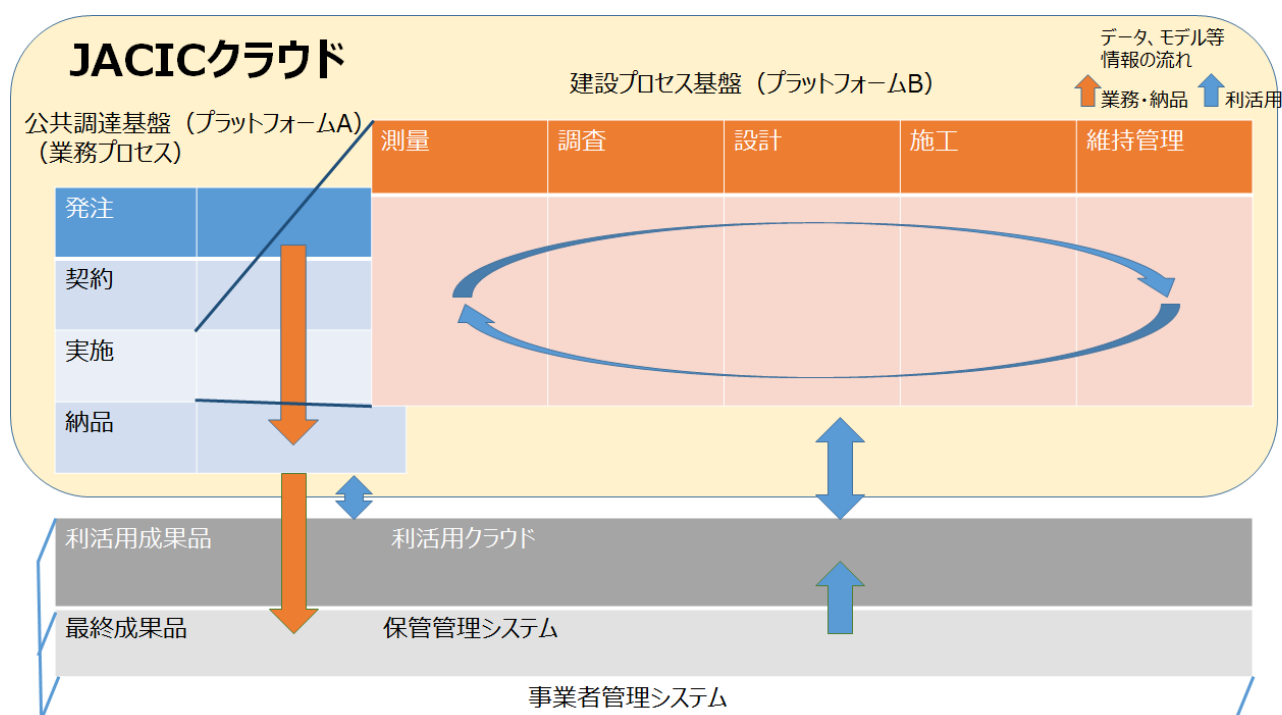 JACICクラウド
データ、モデル等
情報の流れ
業務・納品 利活用
建設プロセス基盤（プラットフォームB）
公共調達基盤（プラットフォームA）
（業務プロセス）
測量 調査 設計 施工 維持管理
発注
契約
実施
納品
利活用成果品 利活用クラウド
最終成果品 保管管理システム
事業者管理システム